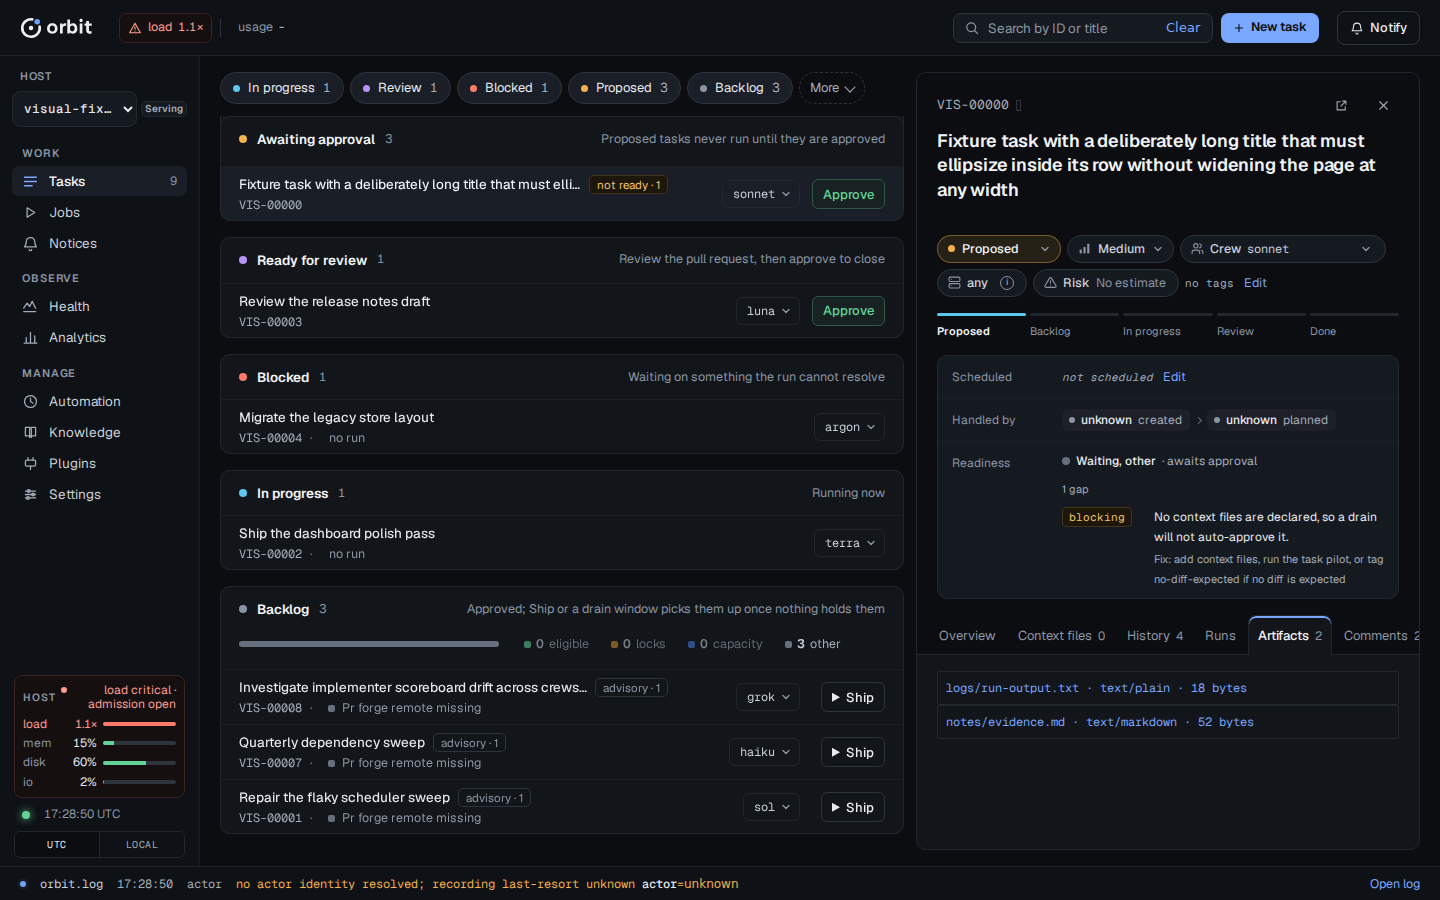 orbit
load 1.1×
usage –
Search by ID or title
Clear
+ New task
Notify
HOST
visual-fix…
Serving
WORK
Tasks 9
Jobs
Notices
OBSERVE
Health
Analytics
MANAGE
Automation
Knowledge
Plugins
Settings
HOST
load critical ·
admission open
load 1.1×
mem 15%
disk 60%
io 2%
17:28:50 UTC
UTC
LOCAL
In progress 1
Review 1
Blocked 1
Proposed 3
Backlog 3
More
Awaiting approval 3
Proposed tasks never run until they are approved
Fixture task with a deliberately long title that must elli…
not ready · 1
VIS-00000
sonnet
Approve
Ready for review 1
Review the pull request, then approve to close
Review the release notes draft
VIS-00003
luna
Approve
Blocked 1
Waiting on something the run cannot resolve
Migrate the legacy store layout
VIS-00004 · no run
argon
In progress 1
Running now
Ship the dashboard polish pass
VIS-00002 · no run
terra
Backlog 3
Approved; Ship or a drain window picks them up once nothing holds them
0 eligible
0 locks
0 capacity
3 other
Investigate implementer scoreboard drift across crews…
advisory · 1
VIS-00008 · Pr forge remote missing
grok
Ship
Quarterly dependency sweep
advisory · 1
VIS-00007 · Pr forge remote missing
haiku
Ship
Repair the flaky scheduler sweep
advisory · 1
VIS-00001 · Pr forge remote missing
sol
Ship
VIS-00000
Fixture task with a deliberately long title that must
ellipsize inside its row without widening the page at
any width
Proposed
Medium
Crew sonnet
any
Risk No estimate
no tags Edit
Proposed
Backlog
In progress
Review
Done
Scheduled
not scheduled Edit
Handled by
unknown created › unknown planned
Readiness
Waiting, other · awaits approval
1 gap
blocking
No context files are declared, so a drain
will not auto-approve it.
Fix: add context files, run the task pilot, or tag
no-diff-expected if no diff is expected
Overview
Context files 0
History 4
Runs
Artifacts 2
Comments 2
logs/run-output.txt · text/plain · 18 bytes
notes/evidence.md · text/markdown · 52 bytes
orbit.log 17:28:50 actor no actor identity resolved; recording last-resort unknown actor=unknown
Open log